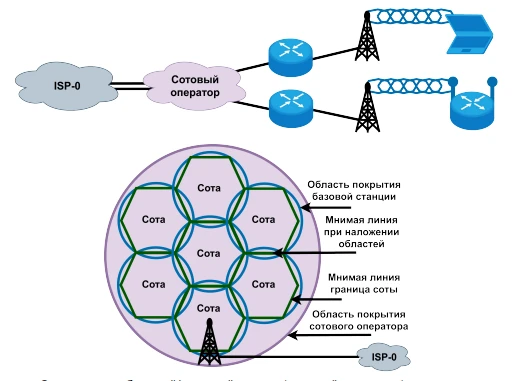 ISP-0
Сотовый
оператор
Сота
Сота
Сота
Сота
Сота
Сота
Сота
Область покрытия
базовой станции
Мнимая линия
при наложении
областей
Мнимая линия
граница соты
Область покрытия
сотового оператора
ISP-0